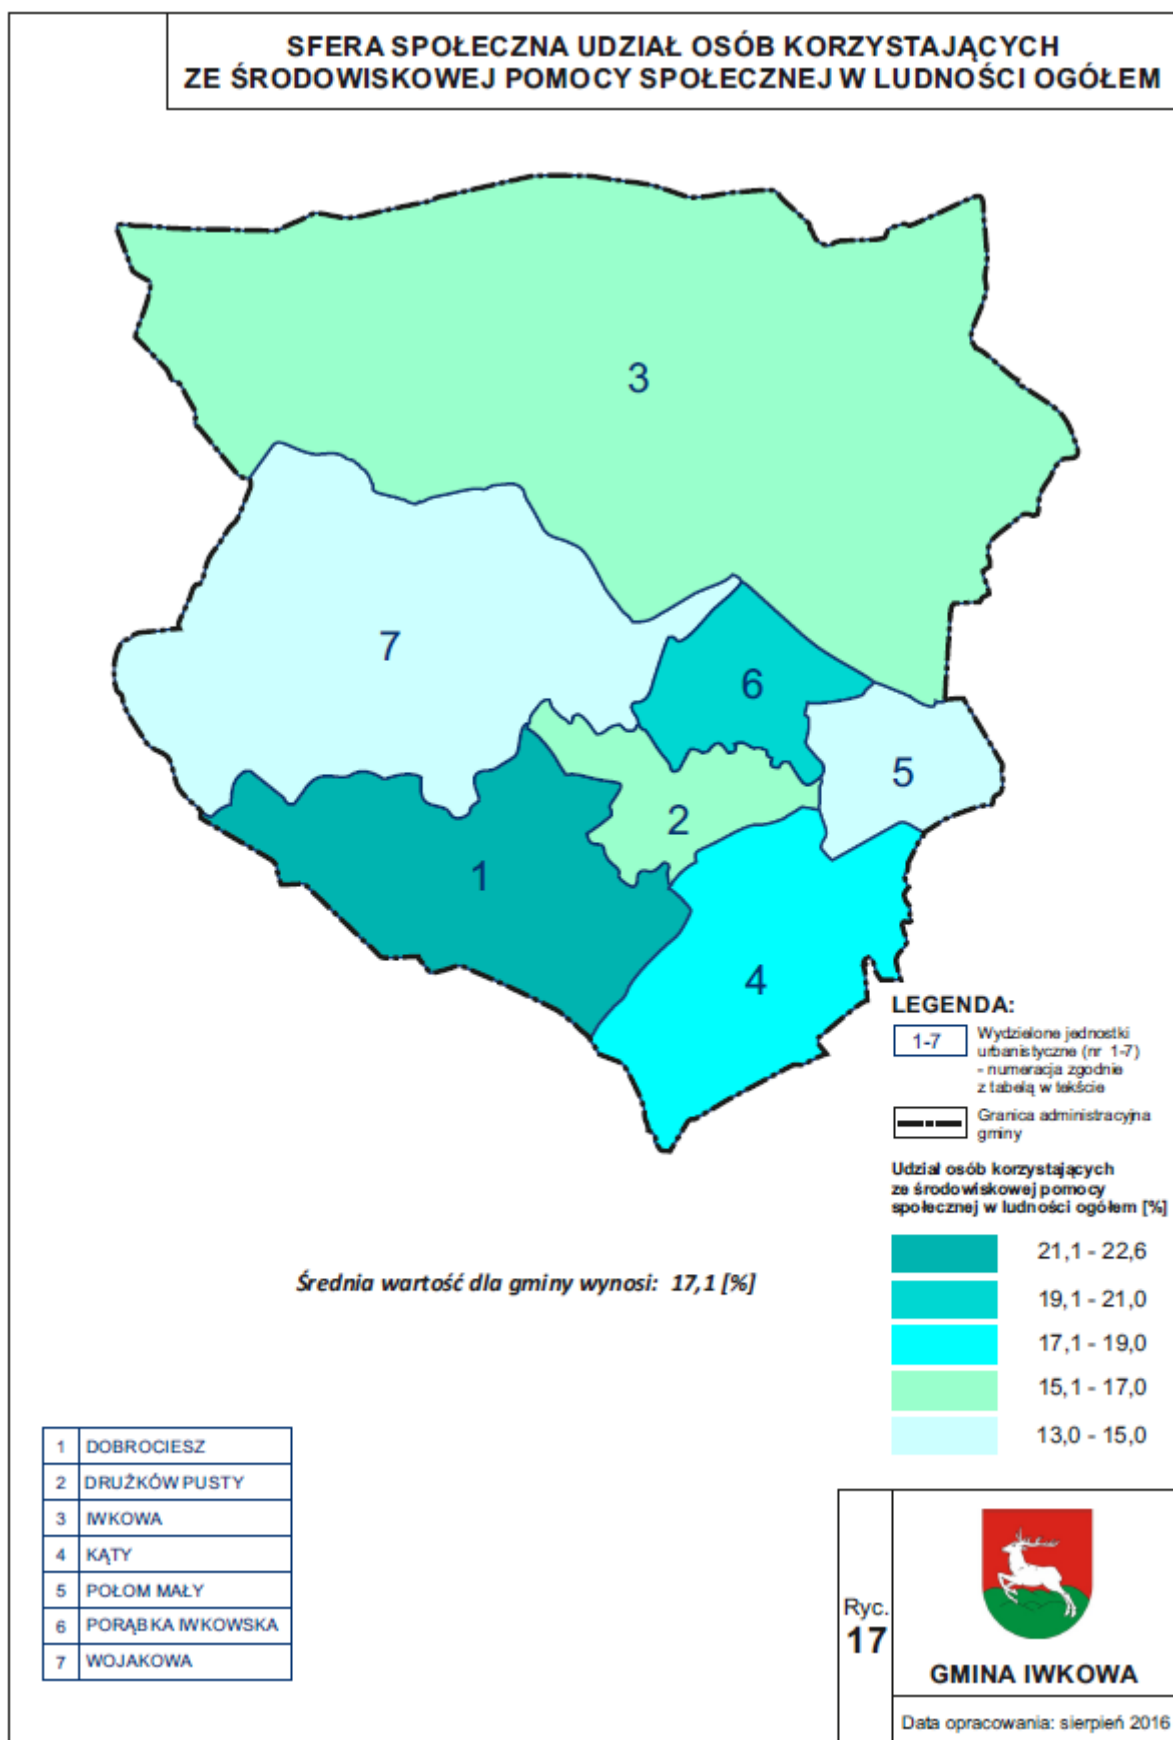 SFERA SPOŁECZNA UDZIAŁ OSÓB KORZYSTAJĄCYCH
ZE ŚRODOWISKOWEJ POMOCY SPOŁECZNEJ W LUDNOŚCI OGÓŁEM
3
7
6
5
2
1
4
LEGENDA:
1-7
Wydzielone jednostki
urbanistyczne (nr 1-7)
- numeracja zgodnie
z tabelą w tekście
Granica administracyjna
gminy
Udział osób korzystających
ze środowiskowej pomocy
społecznej w ludności ogółem [%]
21,1 - 22,6
19,1 - 21,0
17,1 - 19,0
15,1 - 17,0
13,0 - 15,0
Średnia wartość dla gminy wynosi: 17,1 [%]
1 DOBROCIESZ
2 DRUŻKÓW PUSTY
3 IWKOWA
4 KĄTY
5 POŁOM MAŁY
6 PORĄBKA IWKOWSKA
7 WOJAKOWA
Ryc.
17
GMINA IWKOWA
Data opracowania: sierpień 2016